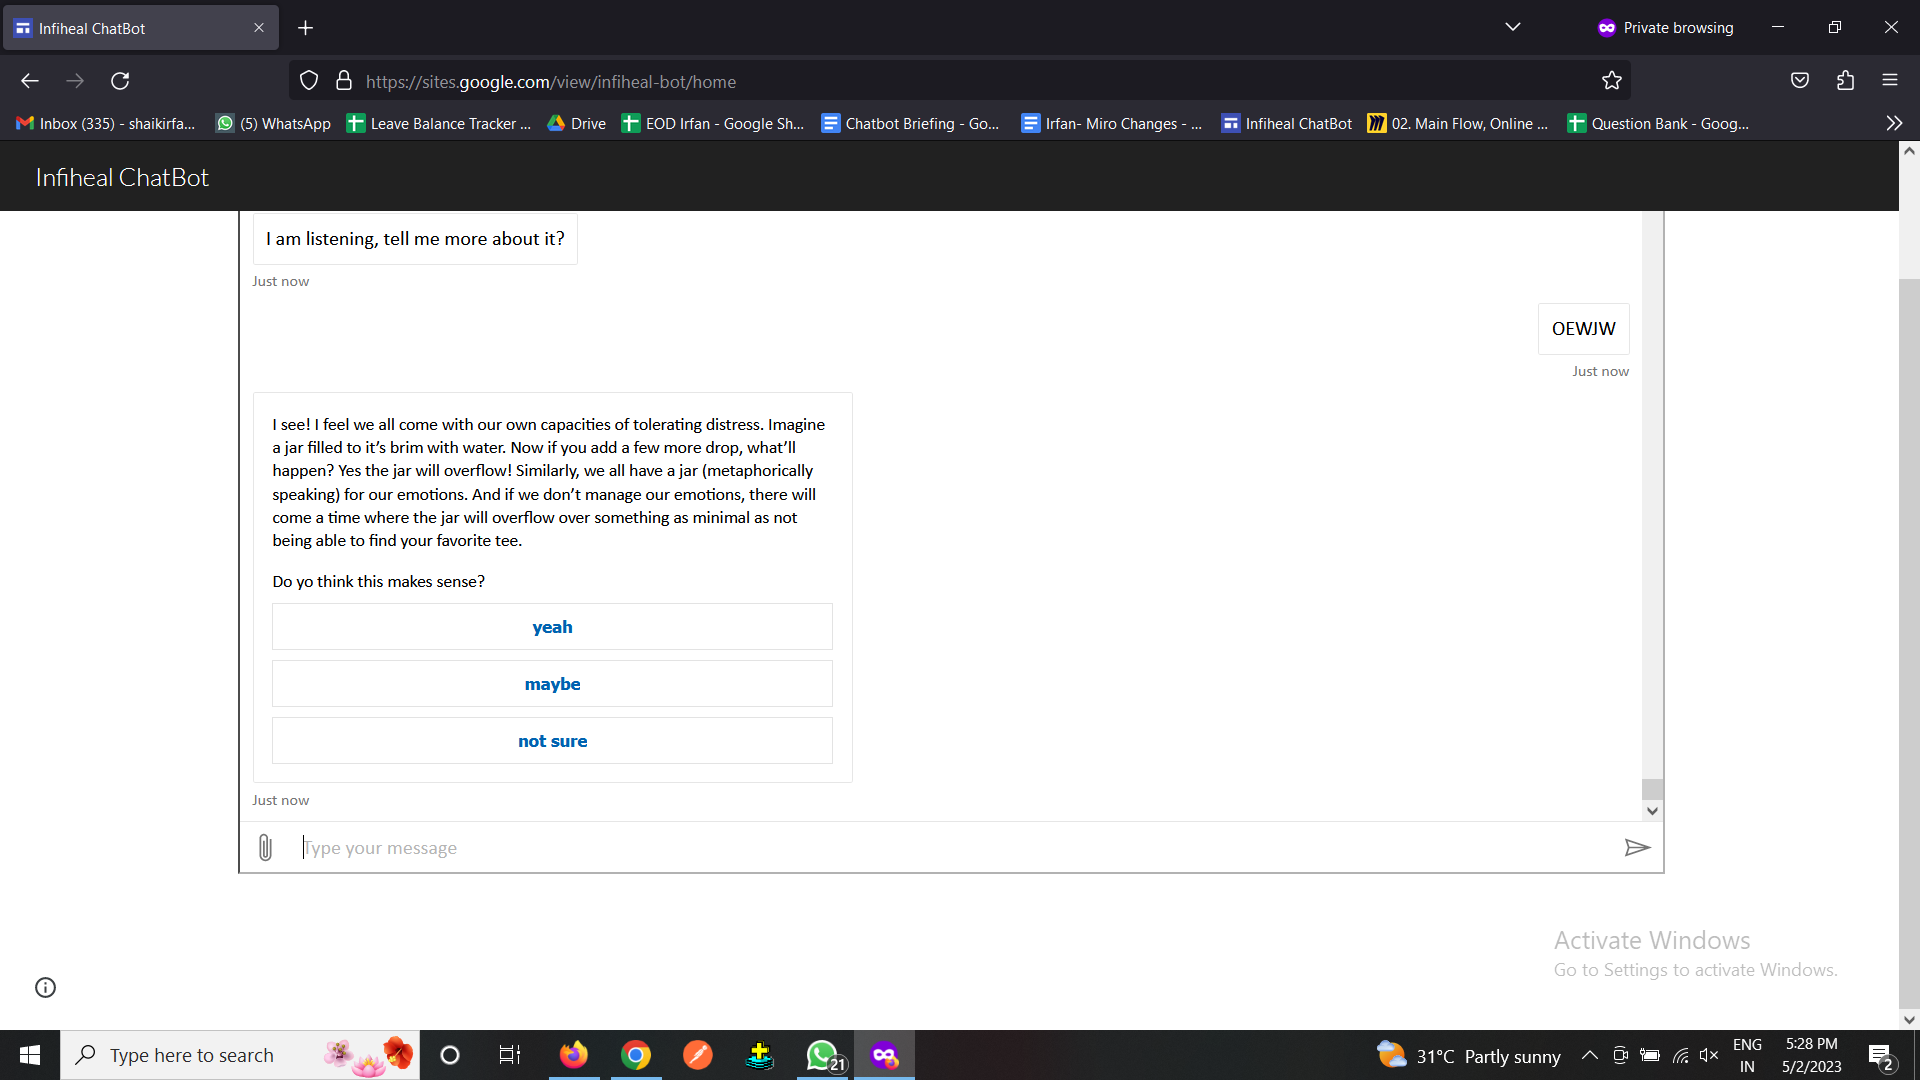 Infiheal ChatBot
Private browsing
https://sites.google.com/view/infiheal-bot/home
Inbox (335) - shaikirfa...
(5) WhatsApp
Leave Balance Tracker ...
Drive
EOD Irfan - Google Sh...
Chatbot Briefing - Go...
Irfan- Miro Changes - ...
Infiheal ChatBot
02. Main Flow, Online ...
Question Bank - Goog...
Infiheal ChatBot
I am listening, tell me more about it?
Just now
OEWJW
Just now
I see! I feel we all come with our own capacities of tolerating distress. Imagine
a jar filled to it’s brim with water. Now if you add a few more drop, what’ll
happen? Yes the jar will overflow! Similarly, we all have a jar (metaphorically
speaking) for our emotions. And if we don’t manage our emotions, there will
come a time where the jar will overflow over something as minimal as not
being able to find your favorite tee.
Do yo think this makes sense?
yeah
maybe
not sure
Just now
Type your message
Activate Windows
Go to Settings to activate Windows.
Type here to search
21
31°C Partly sunny
ENG
IN
5:28 PM
5/2/2023
2